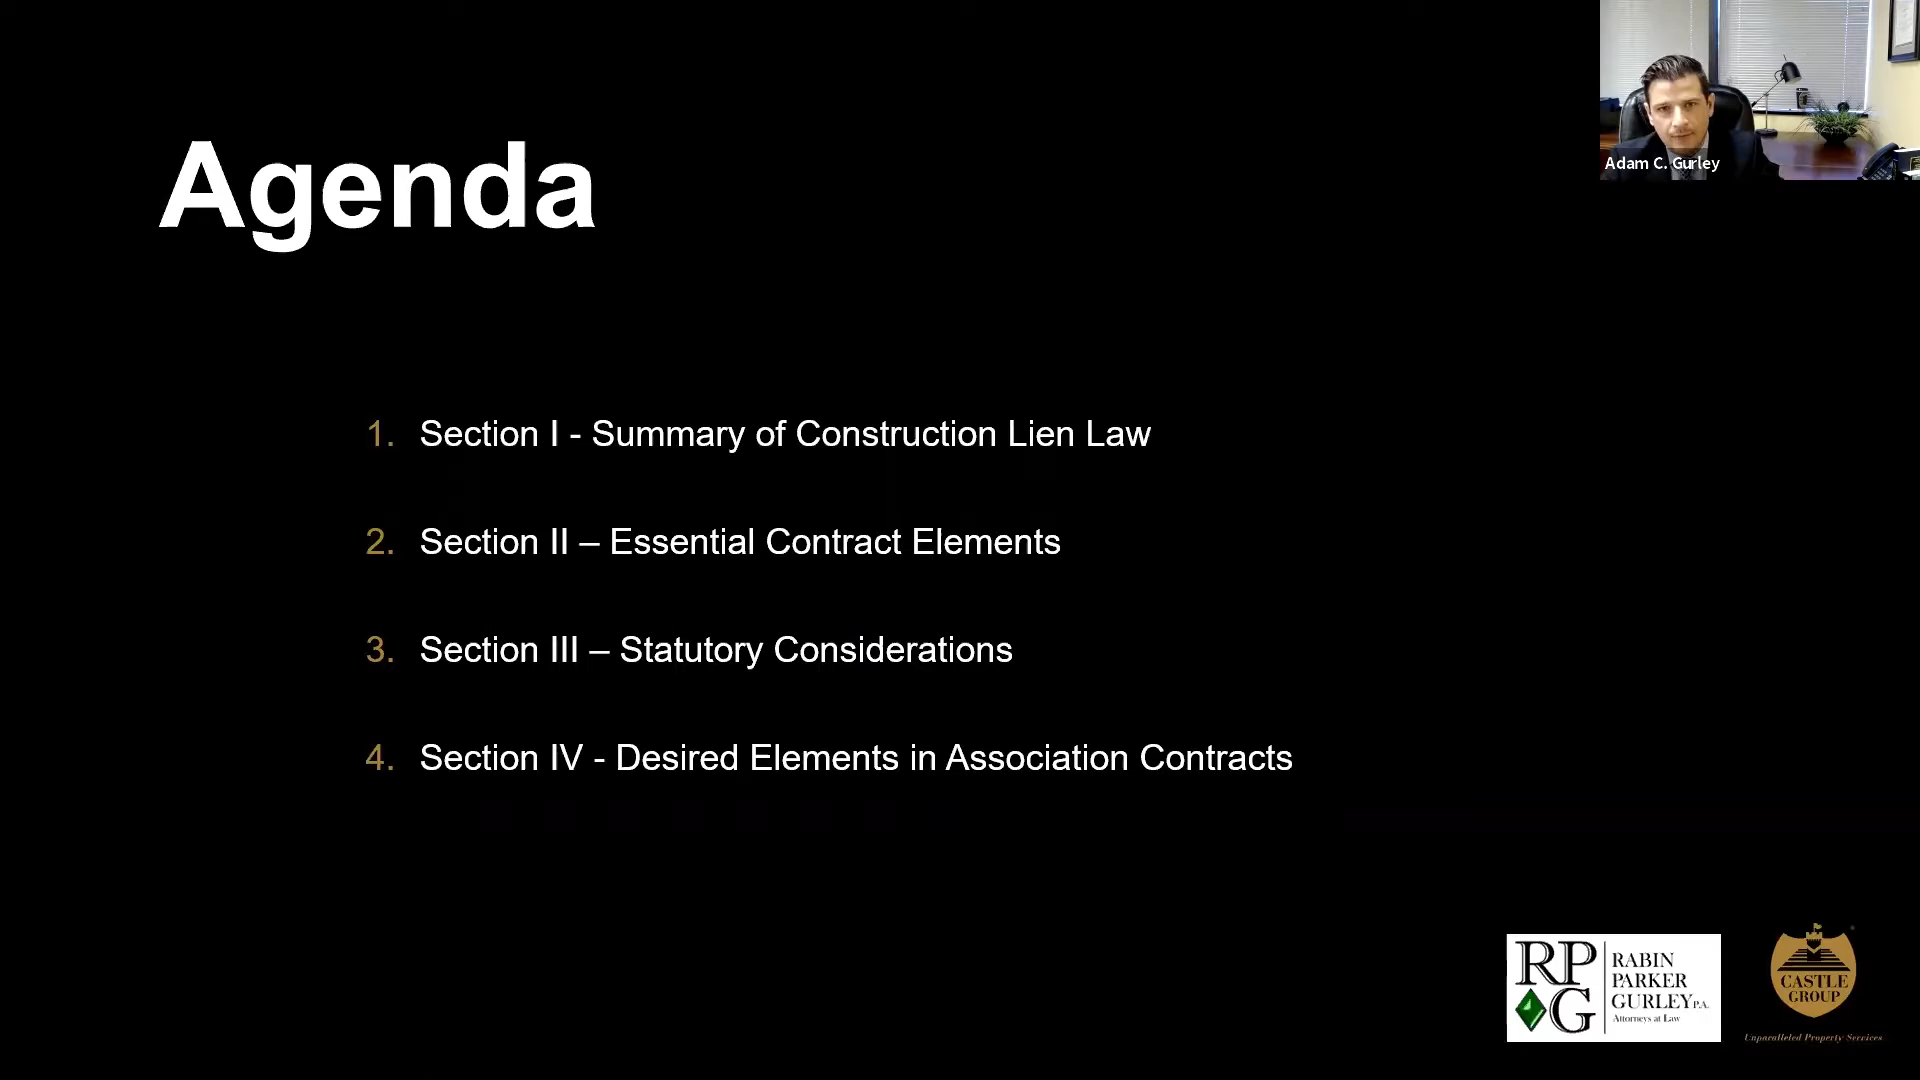 Adam C. Gurley
Agenda
1. Section I - Summary of Construction Lien Law
2. Section II – Essential Contract Elements
3. Section III – Statutory Considerations
4. Section IV - Desired Elements in Association Contracts
RP
G
RABIN
PARKER
GURLEY P.A.
Attorneys at Law
CASTLE
GROUP
Unparalleled Property Services